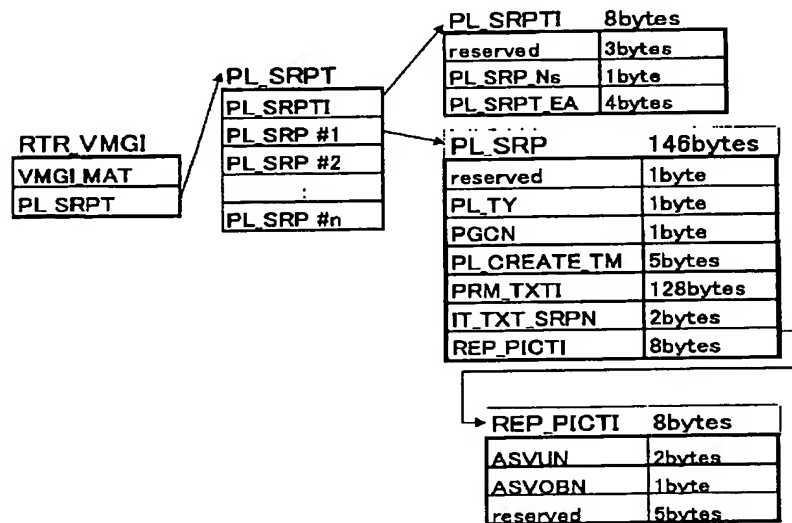 RTR_VMGI
VMGI_MAT
PL_SRPT
PL_SRPT
PL_SRPTI
PL_SRP #1
PL_SRP #2
:
PL_SRP #n
PL_SRPTI 8bytes
reserved 3bytes
PL_SRP_Ns 1byte
PL_SRPT_EA 4bytes
PL_SRP 146bytes
reserved 1byte
PL_TY 1byte
PGCN 1byte
PL_CREATE_TM 5bytes
PRM_TXTI 128bytes
IT_TXT_SRPN 2bytes
REP_PICTI 8bytes
REP_PICTI 8bytes
ASVUN 2bytes
ASVOBN 1byte
reserved 5bytes